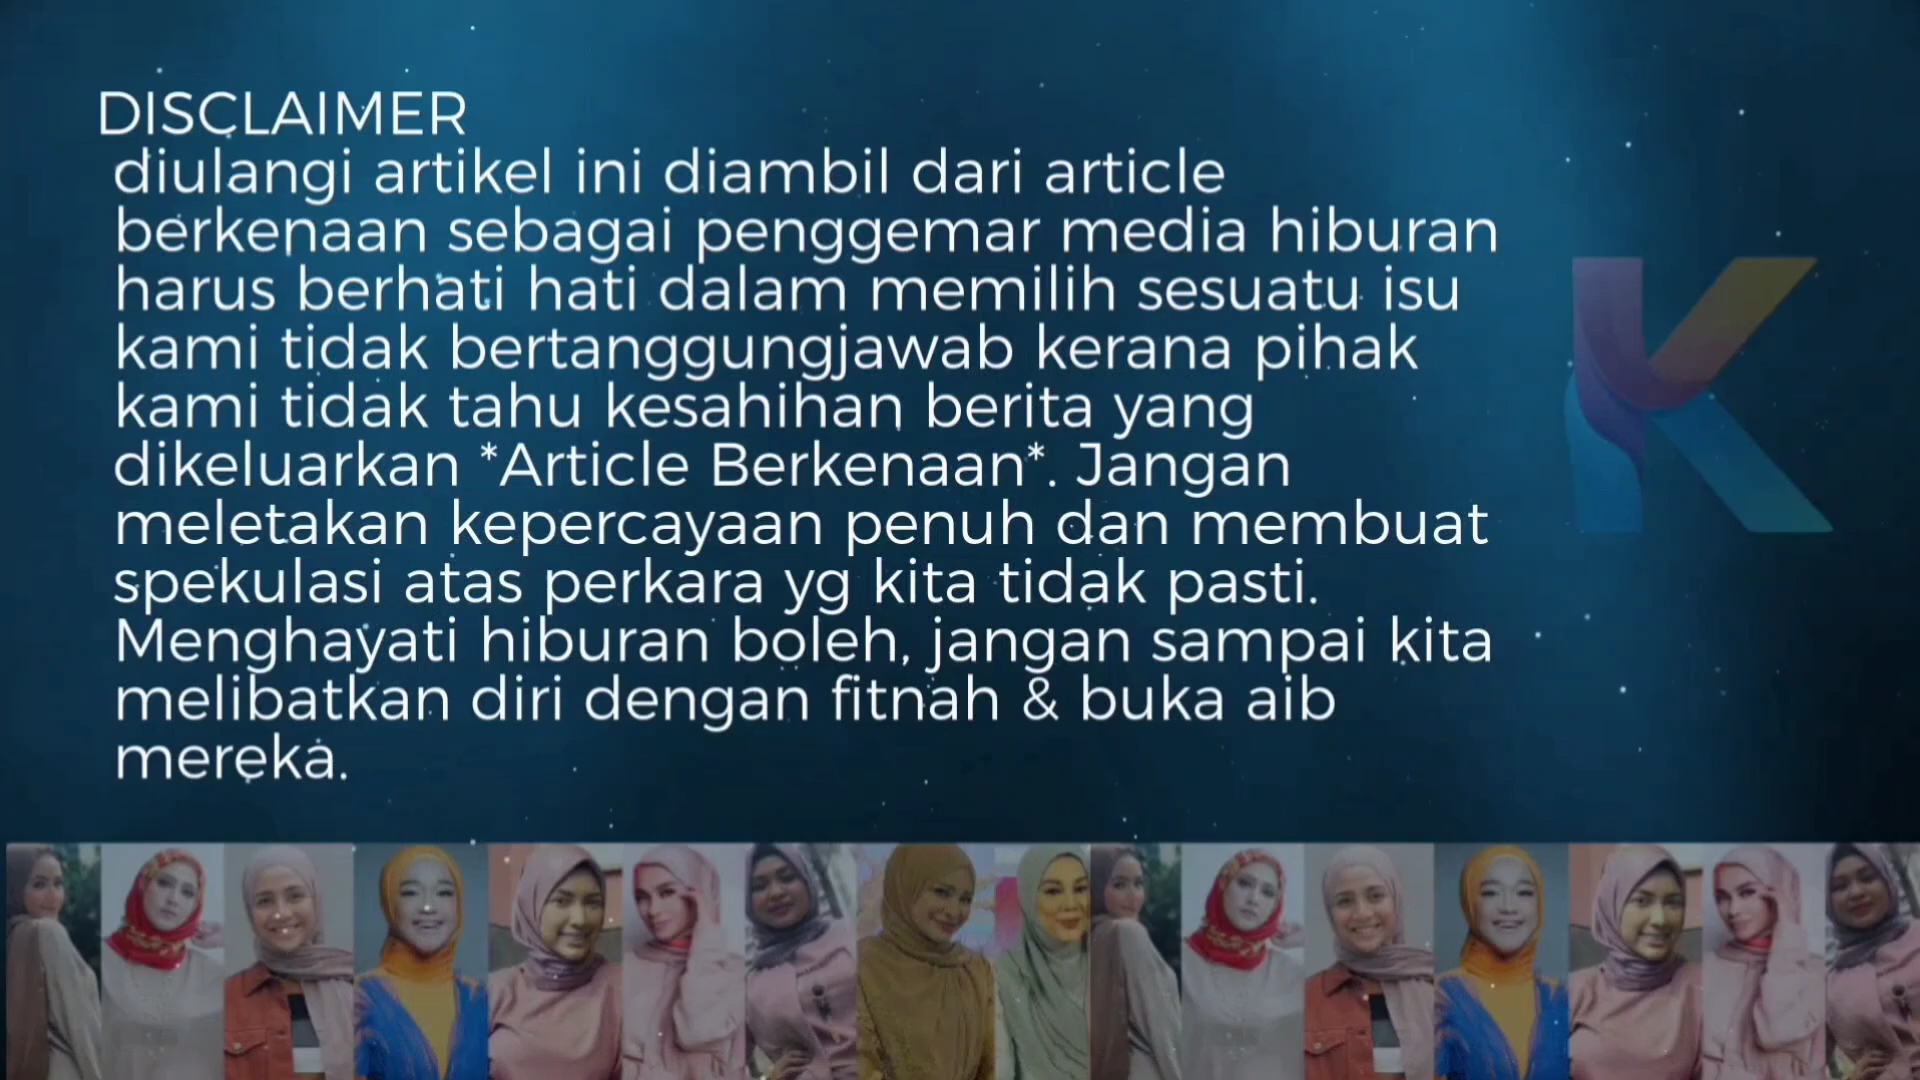 DISCLAIMER
diulangi artikel ini diambil dari article
berkenaan sebagai penggemar media hiburan
harus berhati hati dalam memilih sesuatu isu
kami tidak bertanggungjawab kerana pihak
kami tidak tahu kesahihan berita yang
dikeluarkan *Article Berkenaan*. Jangan
meletakan kepercayaan penuh dan membuat
spekulasi atas perkara yg kita tidak pasti.
Menghayati hiburan boleh, jangan sampai kita
melibatkan diri dengan fitnah & buka aib
mereka.
K